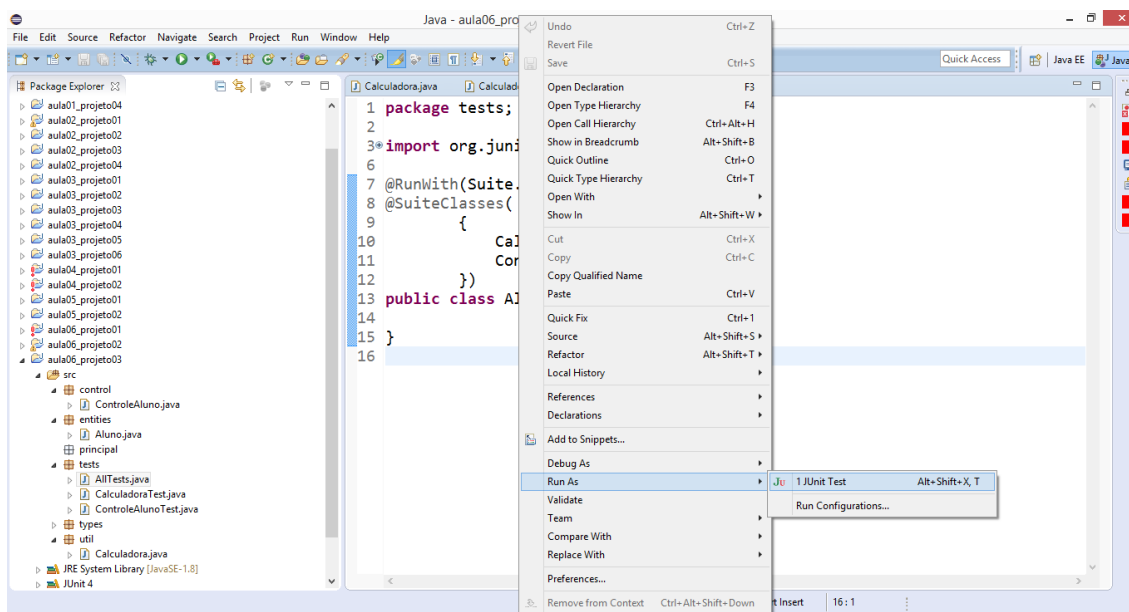 Java - aula06_pro
File Edit Source Refactor Navigate Search Project Run Window Help
Quick Access
Java EE
Java
Package Explorer
aula01_projeto04
aula02_projeto01
aula02_projeto02
aula02_projeto03
aula02_projeto04
aula03_projeto01
aula03_projeto02
aula03_projeto03
aula03_projeto04
aula03_projeto05
aula03_projeto06
aula04_projeto01
aula04_projeto02
aula05_projeto01
aula05_projeto02
aula06_projeto01
aula06_projeto02
aula06_projeto03
src
control
ControleAluno.java
entities
Aluno.java
principal
tests
AllTests.java
CalculadoraTest.java
ControleAlunoTest.java
types
util
Calculadora.java
JRE System Library [JavaSE-1.8]
JUnit 4
Calculadora.java
Calculad
1 package tests;
2
3 import org.juni
6
7 @RunWith(Suite.
8 @SuiteClasses(
9 {
10 Cal
11 Con
12 })
13 public class Al
14
15 }
16
Undo Ctrl+Z
Revert File
Save Ctrl+S
Open Declaration F3
Open Type Hierarchy F4
Open Call Hierarchy Ctrl+Alt+H
Show in Breadcrumb Alt+Shift+B
Quick Outline Ctrl+O
Quick Type Hierarchy Ctrl+T
Open With
Show In Alt+Shift+W
Cut Ctrl+X
Copy Ctrl+C
Copy Qualified Name
Paste Ctrl+V
Quick Fix Ctrl+1
Source Alt+Shift+S
Refactor Alt+Shift+T
Local History
References
Declarations
Add to Snippets...
Debug As
Run As
Validate
Team
Compare With
Replace With
Preferences...
Remove from Context Ctrl+Alt+Shift+Down
Ju 1 JUnit Test Alt+Shift+X, T
Run Configurations...
t Insert
16 : 1